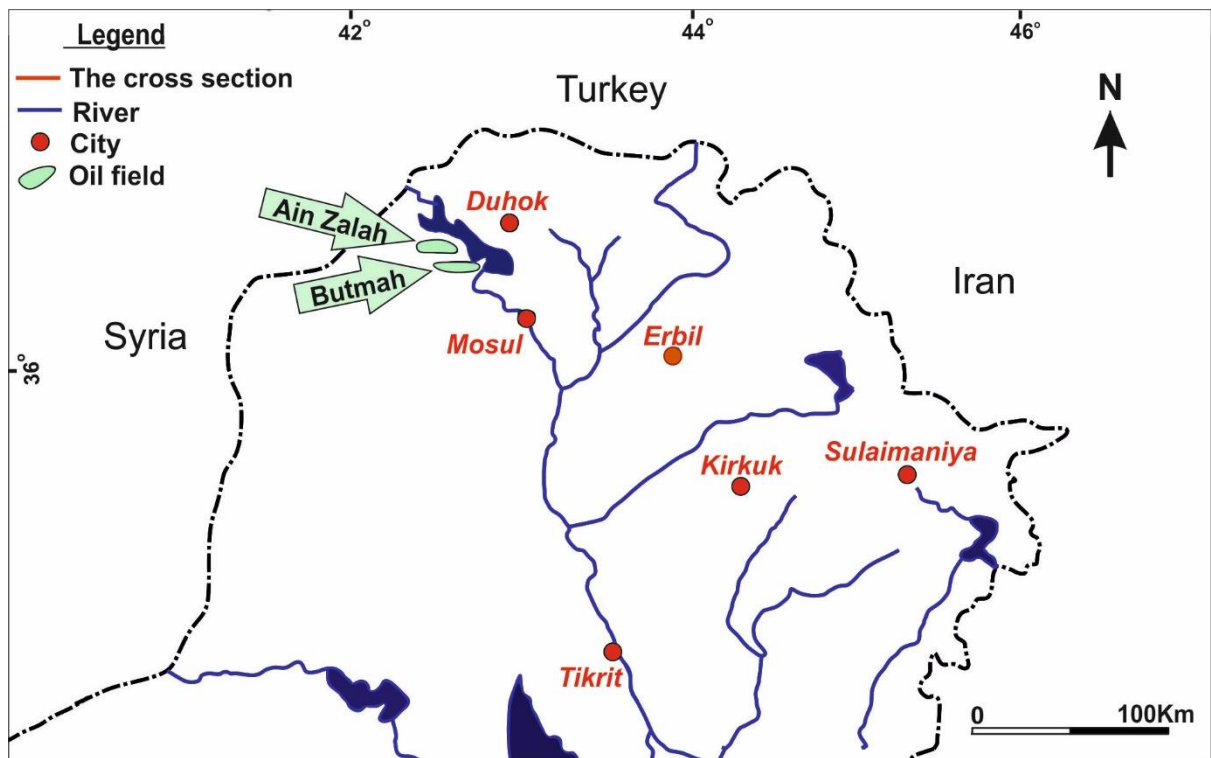 Legend
The cross section
River
City
Oil field
42°
44°
46°
Turkey
N
Ain Zalah
Duhok
Butmah
Iran
Syria
Mosul
Erbil
36°
Kirkuk
Sulaimaniya
Tikrit
0 100Km